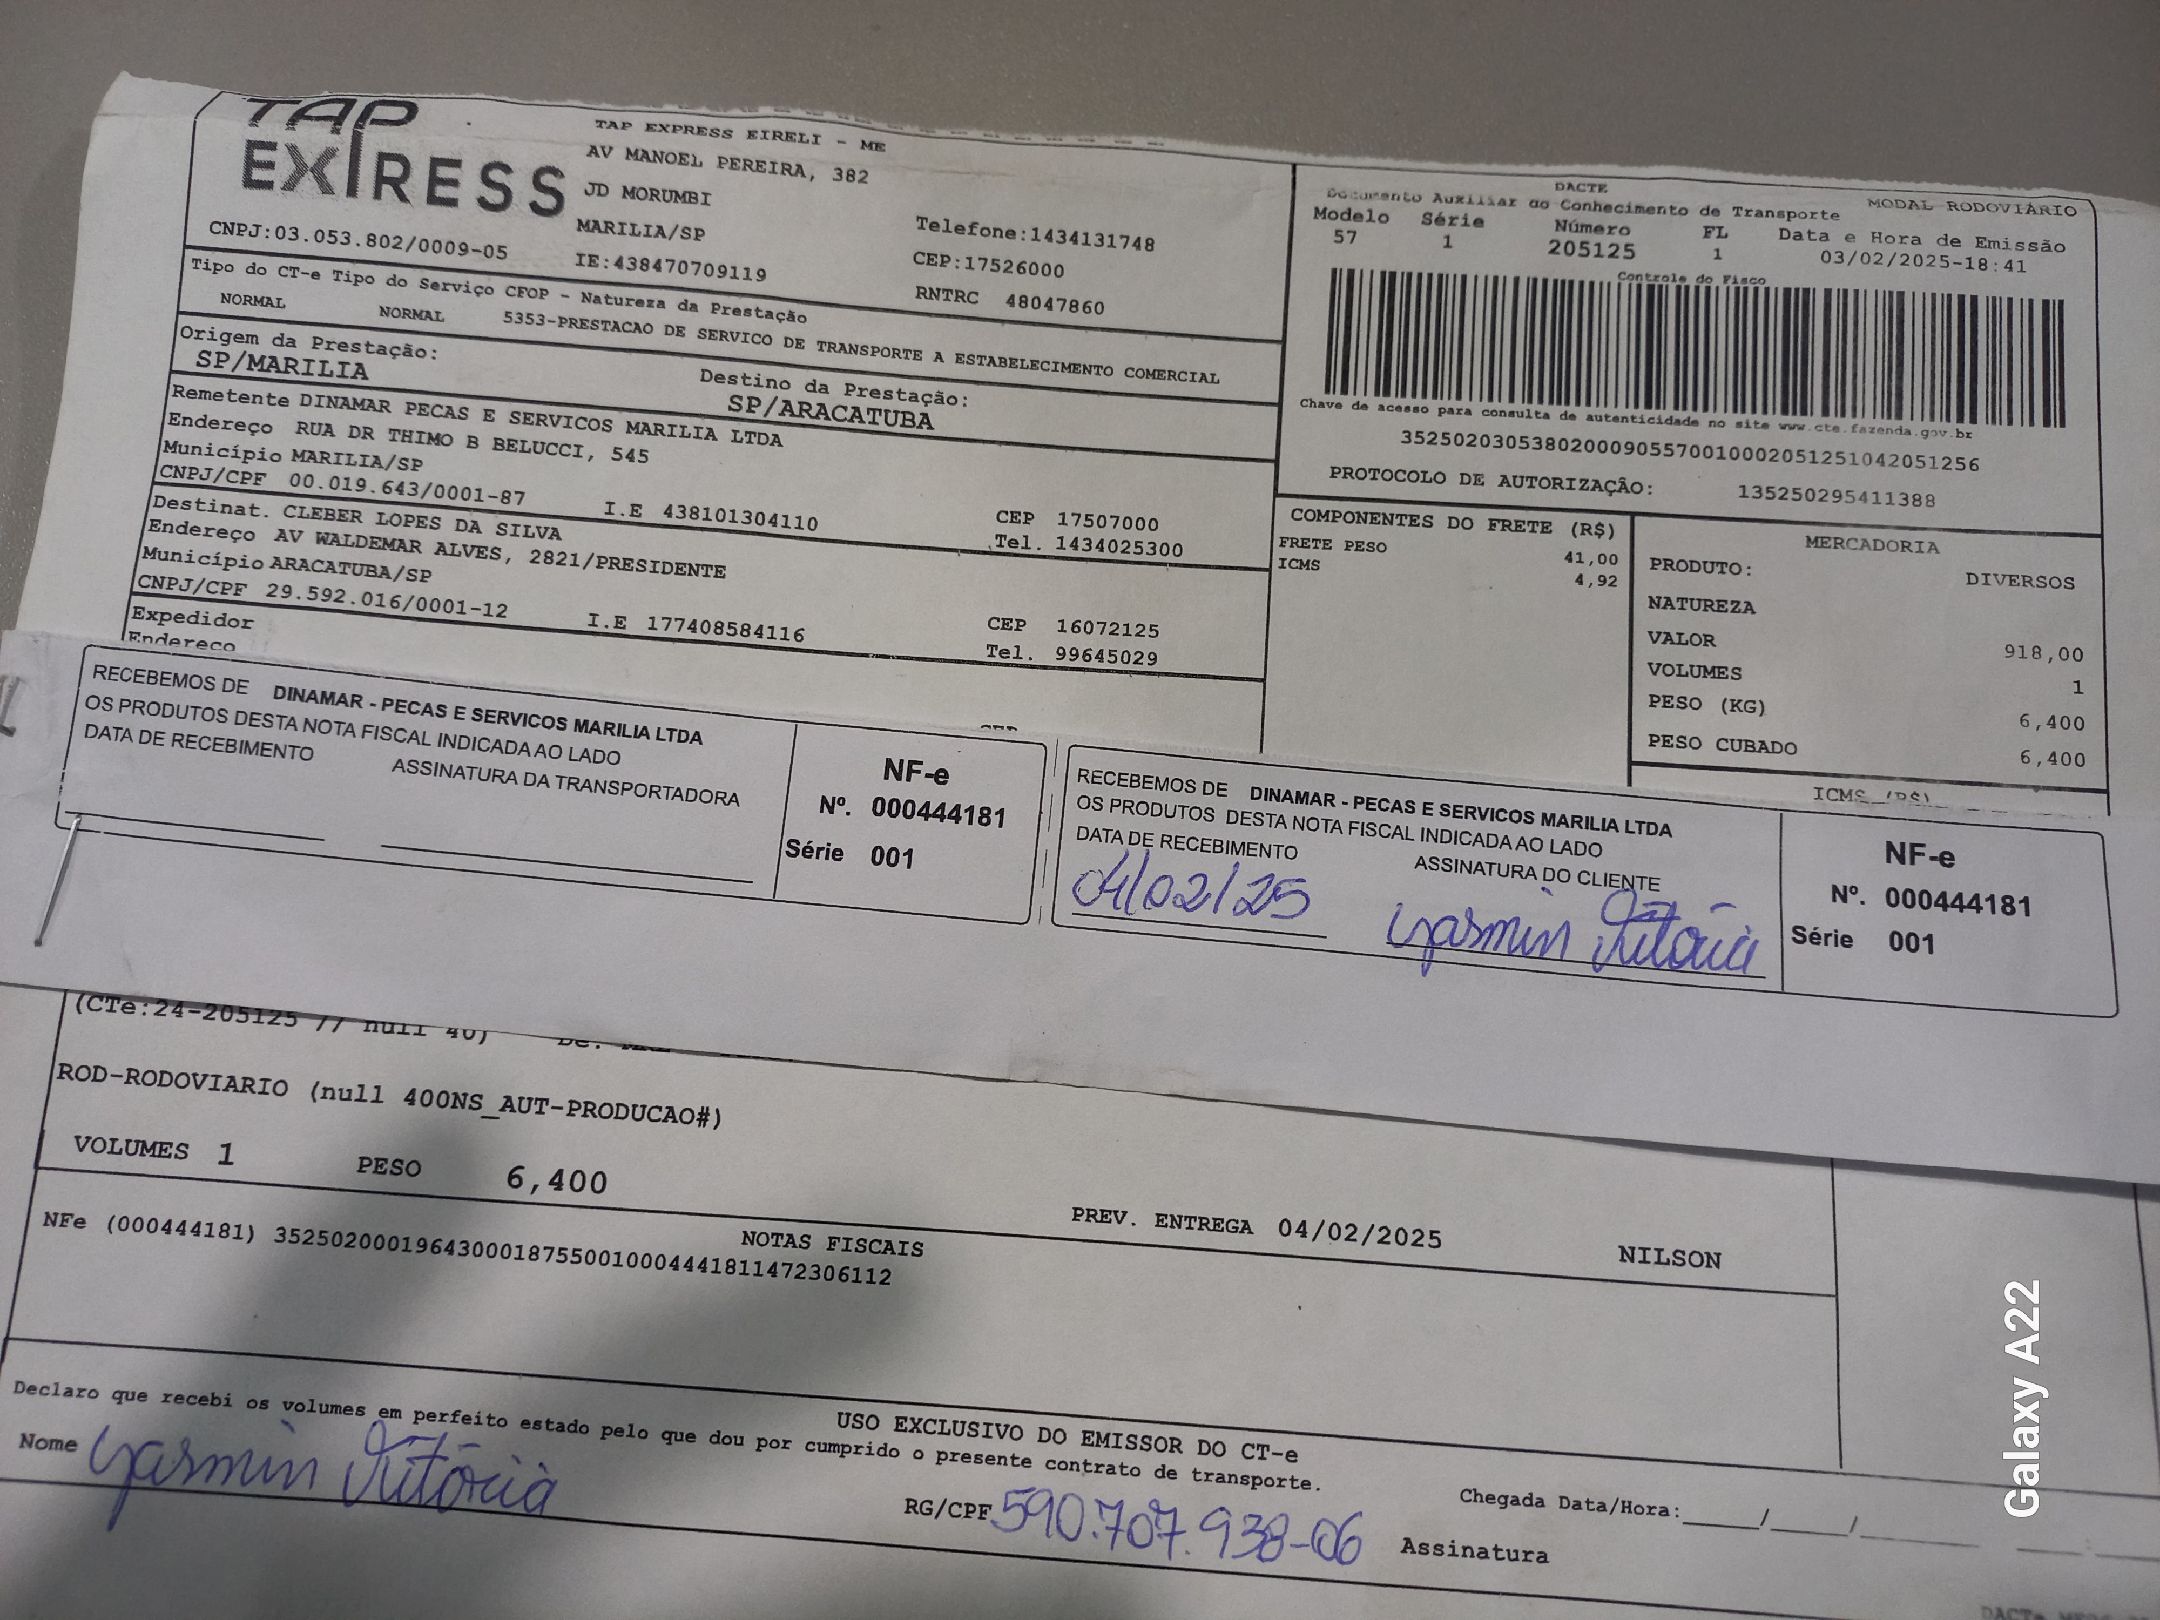 TAP
EXPRESS
TAP EXPRESS EIRELI - ME
AV MANOEL PEREIRA, 382
JD MORUMBI
MARILIA/SP
Telefone:1434131748
CNPJ:03.053.802/0009-05
IE:438470709119
CEP:17526000
RNTRC 48047860
DACTE
Documento Auxiliar do Conhecimento de Transporte
MODAL RODOVIÁRIO
Modelo Série Número FL Data e Hora de Emissão
57 1 205125 1 03/02/2025-18:41
Controle do Fisco
Chave de acesso para consulta de autenticidade no site www.cte.fazenda.gov.br
35250203053802000905570010002051251042051256
PROTOCOLO DE AUTORIZAÇÃO: 135250295411388
Tipo do CT-e Tipo do Serviço CFOP - Natureza da Prestação
NORMAL NORMAL 5353-PRESTACAO DE SERVICO DE TRANSPORTE A ESTABELECIMENTO COMERCIAL
Origem da Prestação: Destino da Prestação:
SP/MARILIA SP/ARACATUBA
Remetente DINAMAR PECAS E SERVICOS MARILIA LTDA
Endereço RUA DR THIMO B BELUCCI, 545
Município MARILIA/SP CEP 17507000
CNPJ/CPF 00.019.643/0001-87 I.E 438101304110 Tel. 1434025300
Destinat. CLEBER LOPES DA SILVA
Endereço AV WALDEMAR ALVES, 2821/PRESIDENTE
Município ARACATUBA/SP CEP 16072125
CNPJ/CPF 29.592.016/0001-12 I.E 177408584116 Tel. 99645029
Expedidor
Endereço
COMPONENTES DO FRETE (R$)
FRETE PESO 41,00
ICMS 4,92
MERCADORIA
PRODUTO: DIVERSOS
NATUREZA
VALOR 918,00
VOLUMES 1
PESO (KG) 6,400
PESO CUBADO 6,400
ICMS (R$)
RECEBEMOS DE DINAMAR - PECAS E SERVICOS MARILIA LTDA
OS PRODUTOS DESTA NOTA FISCAL INDICADA AO LADO
DATA DE RECEBIMENTO ASSINATURA DA TRANSPORTADORA
NF-e
Nº. 000444181
Série 001
RECEBEMOS DE DINAMAR - PECAS E SERVICOS MARILIA LTDA
OS PRODUTOS DESTA NOTA FISCAL INDICADA AO LADO
DATA DE RECEBIMENTO ASSINATURA DO CLIENTE
04/02/25 Yasmin Vitória
NF-e
Nº. 000444181
Série 001
(CTe:24-205125 // null 40)
ROD-RODOVIARIO (null 400NS_AUT-PRODUCAO#)
VOLUMES 1 PESO 6,400
PREV. ENTREGA 04/02/2025 NILSON
NOTAS FISCAIS
NFe (000444181) 35250200019643000187550010004441811472306112
USO EXCLUSIVO DO EMISSOR DO CT-e
Declaro que recebi os volumes em perfeito estado pelo que dou por cumprido o presente contrato de transporte.
Nome Yasmin Vitória
RG/CPF 590.707.938-06
Chegada Data/Hora:____/____/
Assinatura
Galaxy A22